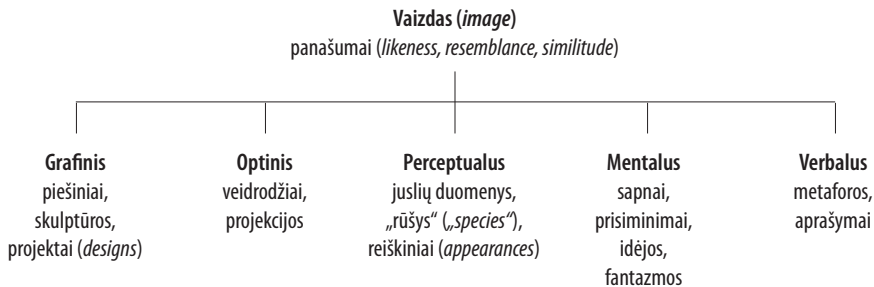 Vaizdas (image)
panašumai (likeness, resemblance, similitude)
Grafinis
piešiniai,
skulptūros,
projektai (designs)
Optinis
veidrodžiai,
projekcijos
Perceptualus
juslių duomenys,
„rūšys“ („species“),
reiškiniai (appearances)
Mentalus
sapnai,
prisiminimai,
idėjos,
fantazmos
Verbalus
metaforos,
aprašymai